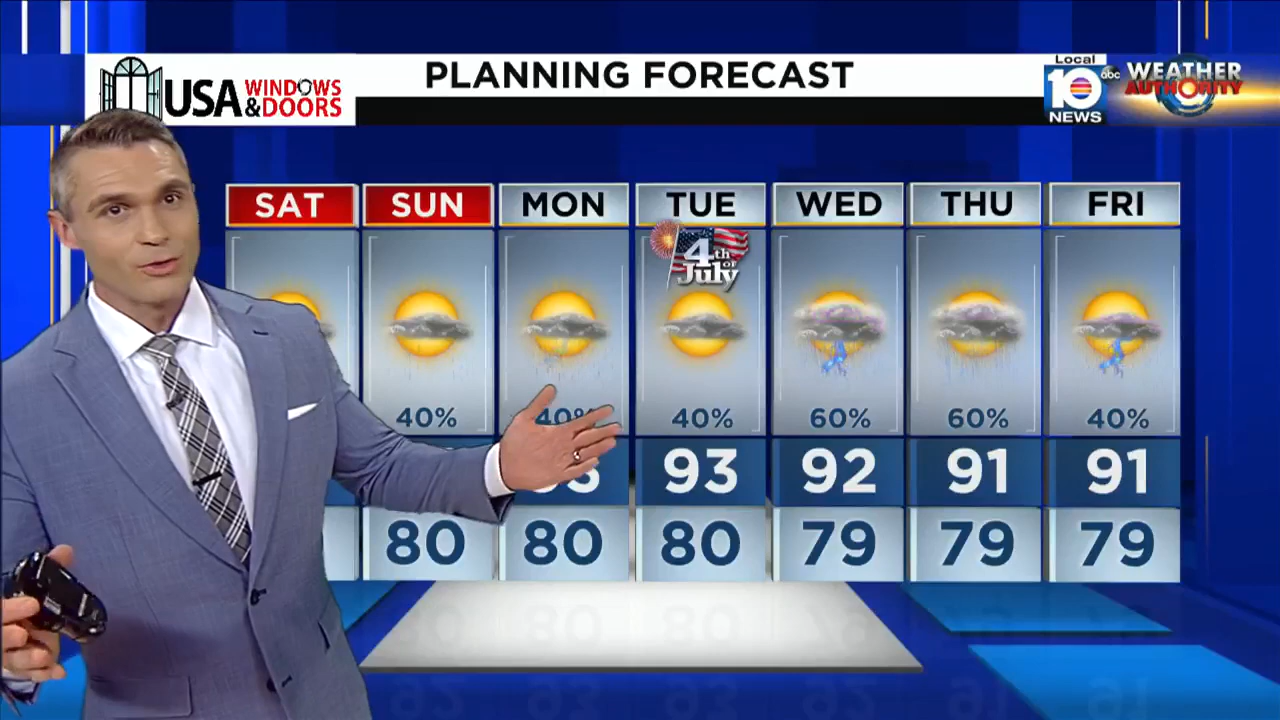 USA WINDOWS
&DOORS
PLANNING FORECAST
Local
10
abc
NEWS
WEATHER
AUTHORITY
SAT SUN MON TUE WED THU FRI
4th
of
July
40% 40% 40% 60% 60% 40%
93 92 91 91
80 80 80 79 79 79